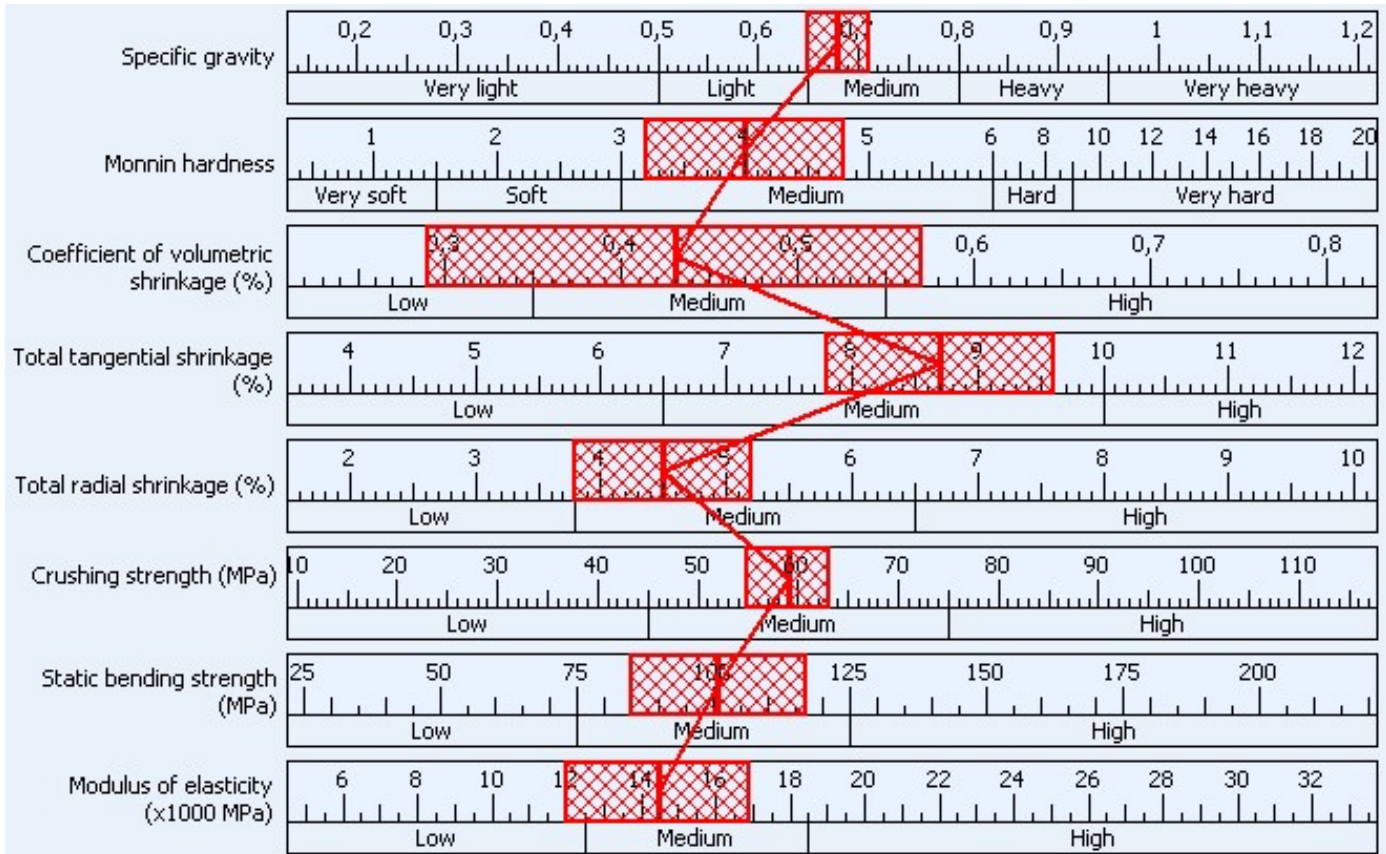 0,2 0,3 0,4 0,5 0,6 0,7 0,8 0,9 1 1,1 1,2
Specific gravity
Very light Light Medium Heavy Very heavy
1 2 3 4 5 6 8 10 12 14 16 18 20
Monnin hardness
Very soft Soft Medium Hard Very hard
0,3 0,4 0,5 0,6 0,7 0,8
Coefficient of volumetric
shrinkage (%)
Low Medium High
4 5 6 7 8 9 10 11 12
Total tangential shrinkage
(%)
Low Medium High
2 3 4 5 6 7 8 9 10
Total radial shrinkage (%)
Low Medium High
10 20 30 40 50 60 70 80 90 100 110
Crushing strength (MPa)
Low Medium High
25 50 75 100 125 150 175 200
Static bending strength
(MPa)
Low Medium High
6 8 10 12 14 16 18 20 22 24 26 28 30 32
Modulus of elasticity
(x1000 MPa)
Low Medium High